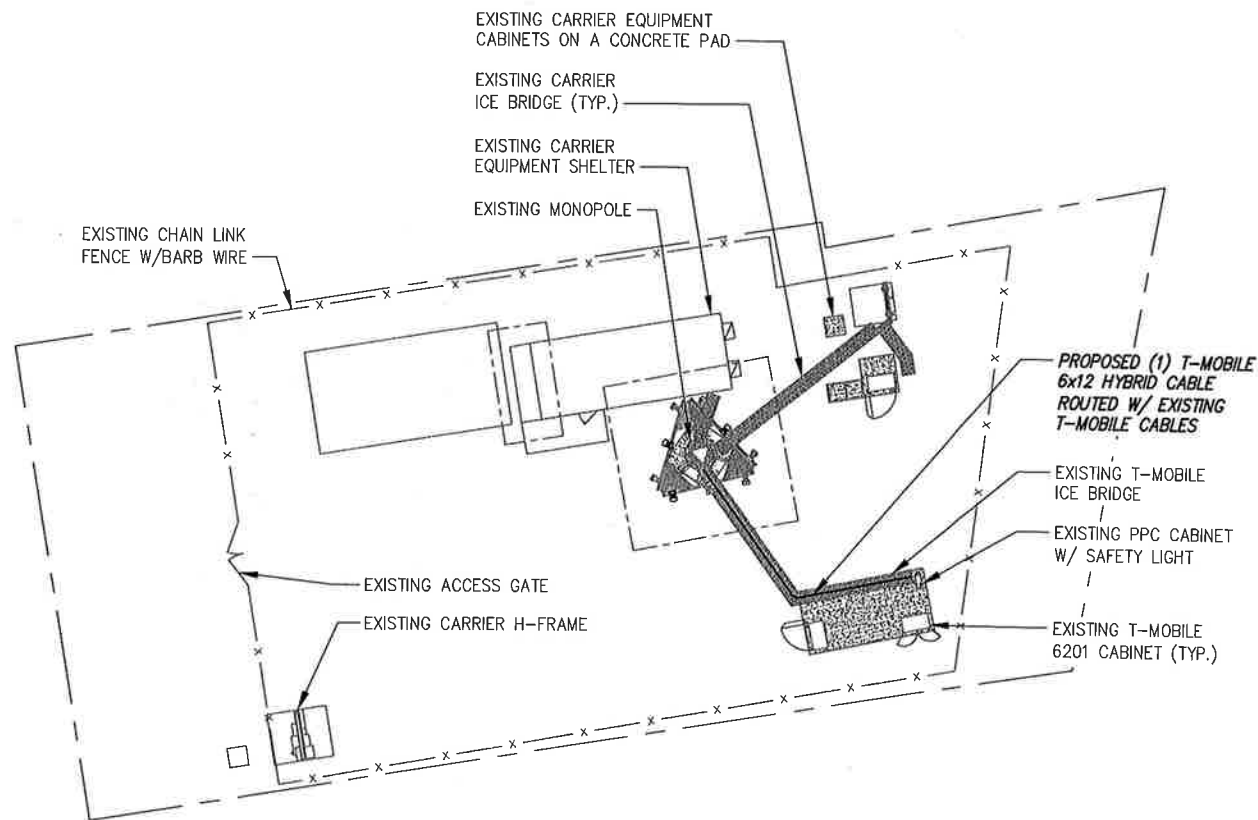 EXISTING CARRIER EQUIPMENT
CABINETS ON A CONCRETE PAD
EXISTING CARRIER
ICE BRIDGE (TYP.)
EXISTING CARRIER
EQUIPMENT SHELTER
EXISTING MONOPOLE
EXISTING CHAIN LINK
FENCE W/BARB WIRE
PROPOSED (1) T-MOBILE
6x12 HYBRID CABLE
ROUTED W/ EXISTING
T-MOBILE CABLES
EXISTING T-MOBILE
ICE BRIDGE
EXISTING PPC CABINET
W/ SAFETY LIGHT
EXISTING ACCESS GATE
EXISTING CARRIER H-FRAME
EXISTING T-MOBILE
6201 CABINET (TYP.)